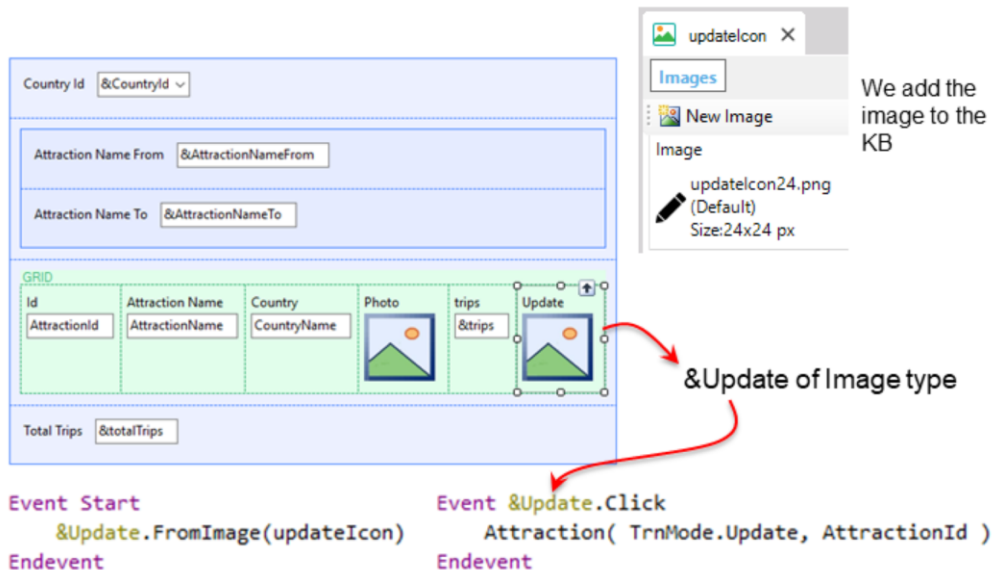 updateIcon
Images
New Image
Image
updateIcon24.png
(Default)
Size:24x24 px
We add the
image to the
KB
Country Id &CountryId
Attraction Name From &AttractionNameFrom
Attraction Name To &AttractionNameTo
GRID
Id Attraction Name Country Photo trips Update
AttractionId AttractionName CountryName &trips
&Update of Image type
Total Trips &totalTrips
Event Start
&Update.FromImage(updateIcon)
Endevent
Event &Update.Click
Attraction( TrnMode.Update, AttractionId )
Endevent